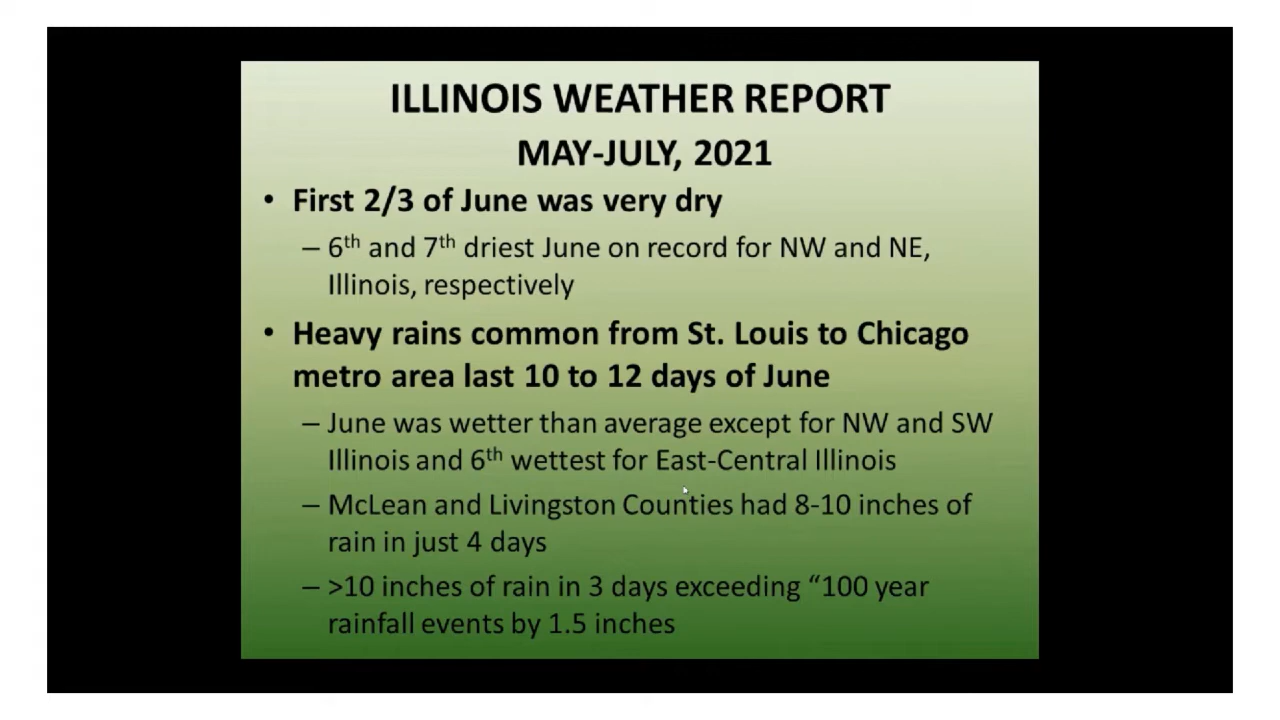 ILLINOIS WEATHER REPORT
MAY-JULY, 2021
• First 2/3 of June was very dry
– 6th and 7th driest June on record for NW and NE,
Illinois, respectively
• Heavy rains common from St. Louis to Chicago
metro area last 10 to 12 days of June
– June was wetter than average except for NW and SW
Illinois and 6th wettest for East-Central Illinois
– McLean and Livingston Counties had 8-10 inches of
rain in just 4 days
– >10 inches of rain in 3 days exceeding “100 year
rainfall events by 1.5 inches